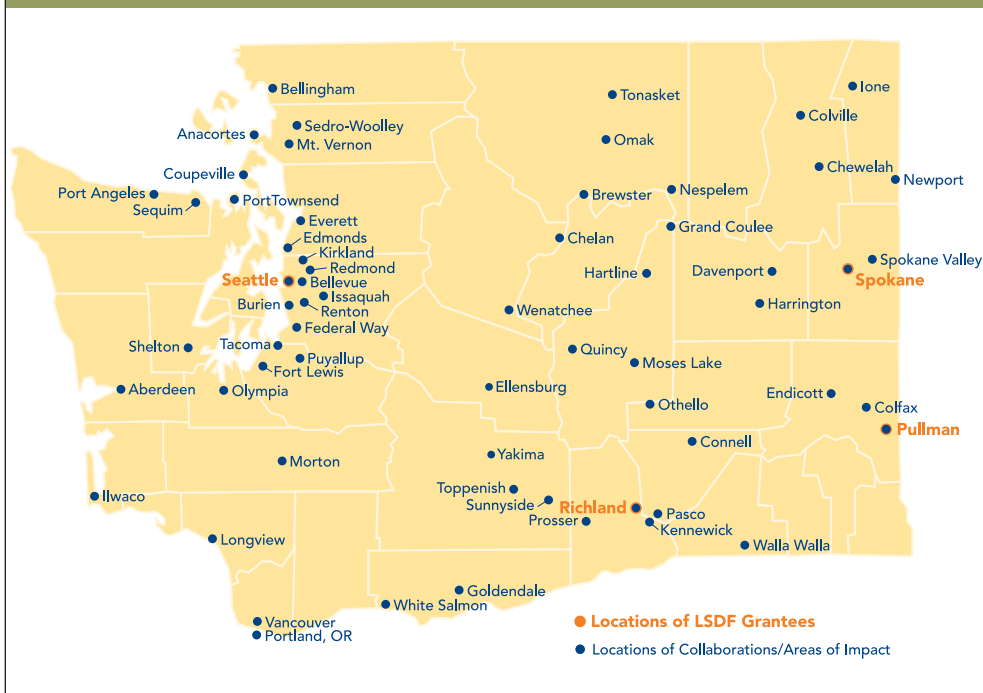 Bellingham
Tonasket
Ione
Colville
Anacortes
Sedro-Woolley
Mt. Vernon
Omak
Coupeville
Chewelah
Newport
Port Angeles
Sequim
PortTownsend
Brewster
Nespelem
Everett
Edmonds
Kirkland
Redmond
Chelan
Grand Coulee
Seattle
Bellevue
Issaquah
Hartline
Davenport
Spokane Valley
Spokane
Burien
Renton
Wenatchee
Harrington
Federal Way
Shelton
Tacoma
Puyallup
Fort Lewis
Quincy
Moses Lake
Aberdeen
Olympia
Ellensburg
Othello
Endicott
Colfax
Pullman
Connell
Morton
Yakima
Ilwaco
Toppenish
Sunnyside
Richland
Pasco
Prosser
Kennewick
Longview
Walla Walla
Goldendale
White Salmon
Vancouver
Portland, OR
Locations of LSDF Grantees
Locations of Collaborations/Areas of Impact